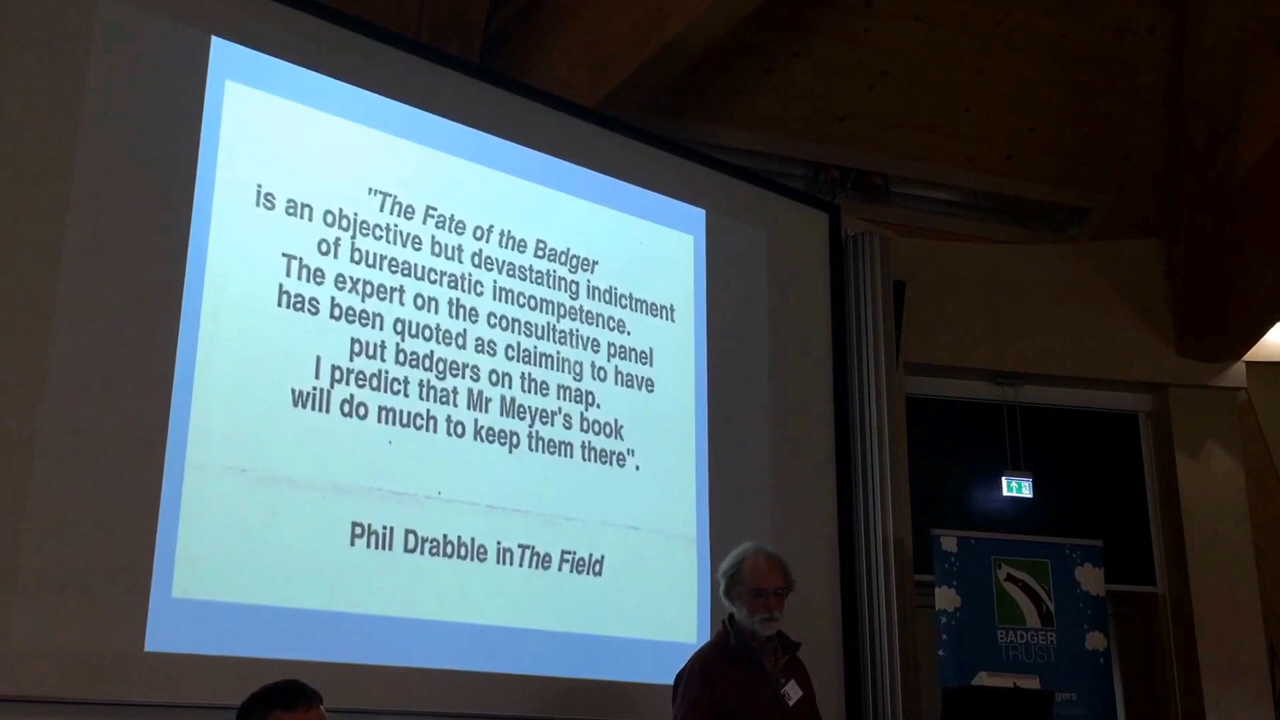 "The Fate of the Badger
is an objective but devastating indictment
of bureaucratic imcompetence.
The expert on the consultative panel
has been quoted as claiming to have
put badgers on the map.
I predict that Mr Meyer's book
will do much to keep them there".
Phil Drabble in The Field
BADGER
TRUST